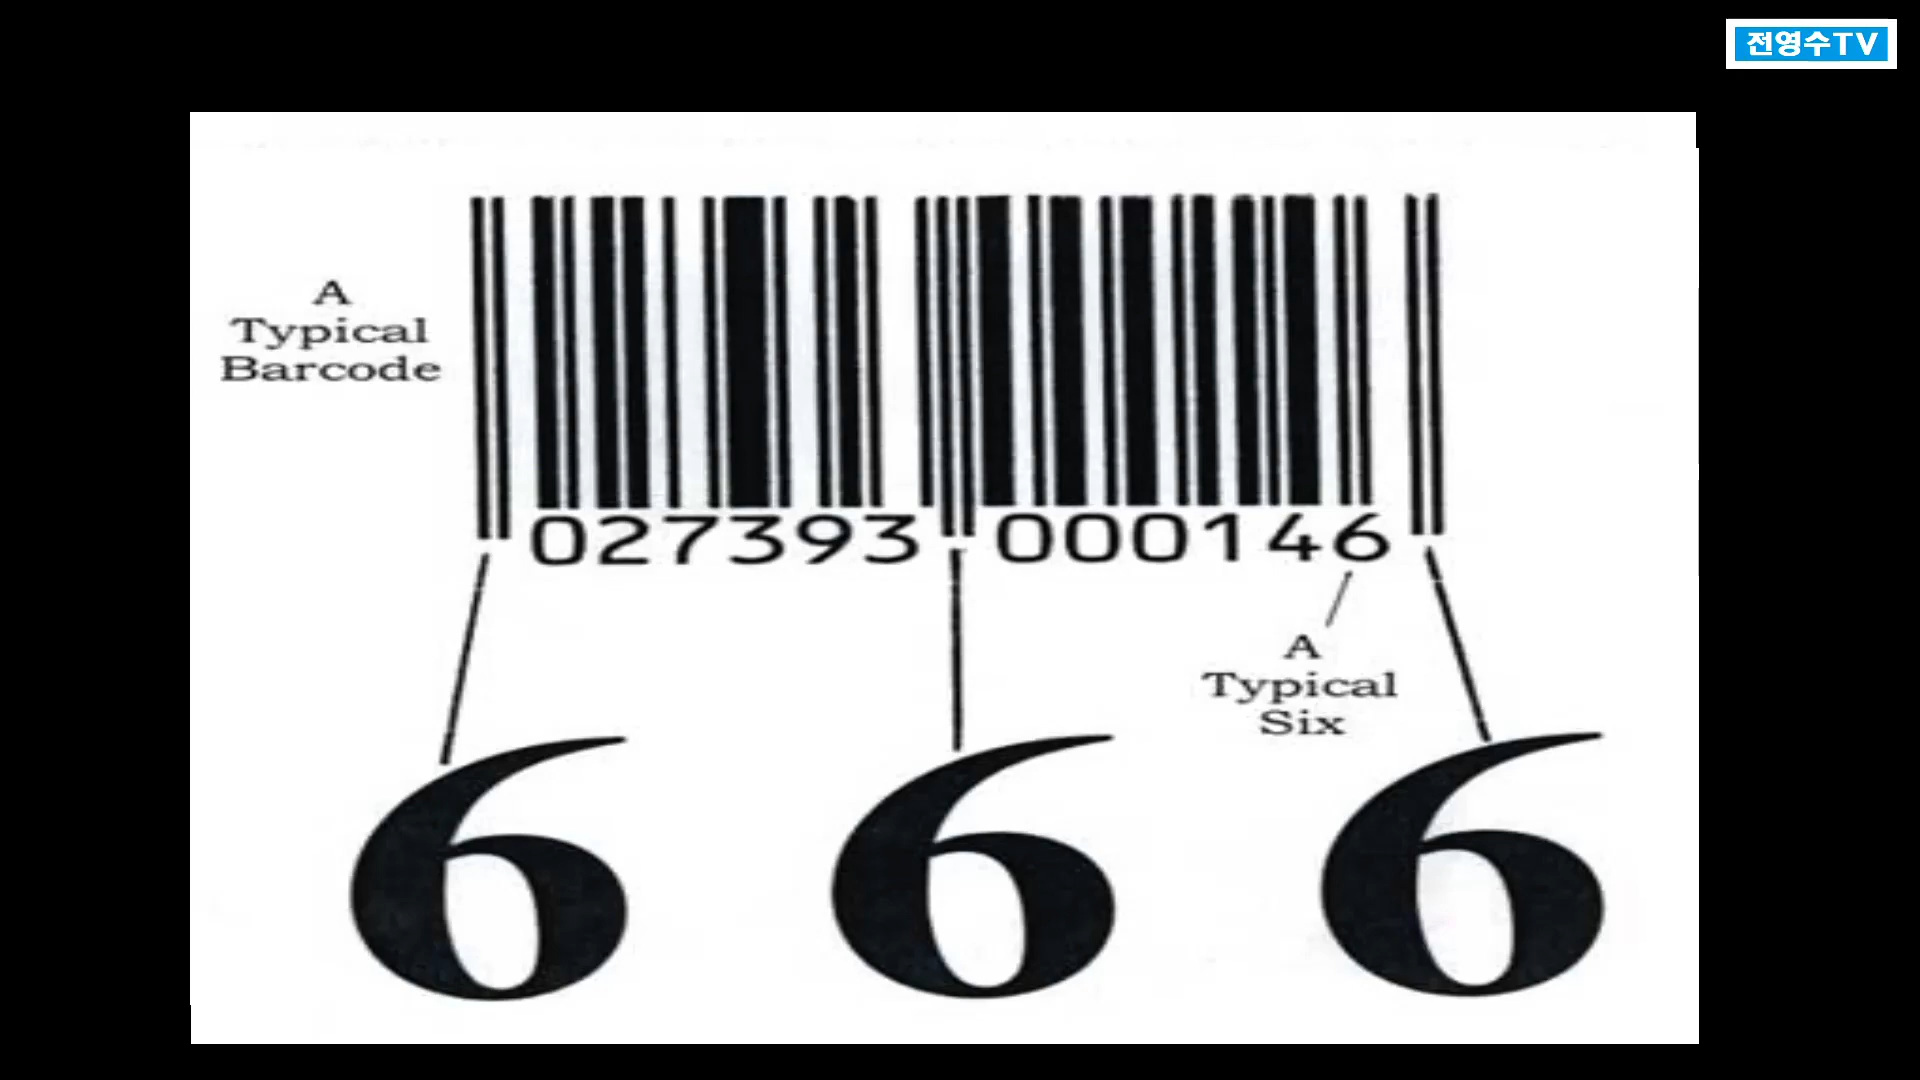 전영수TV
A
Typical
Barcode
027393 000146
A
Typical
Six
6 6 6